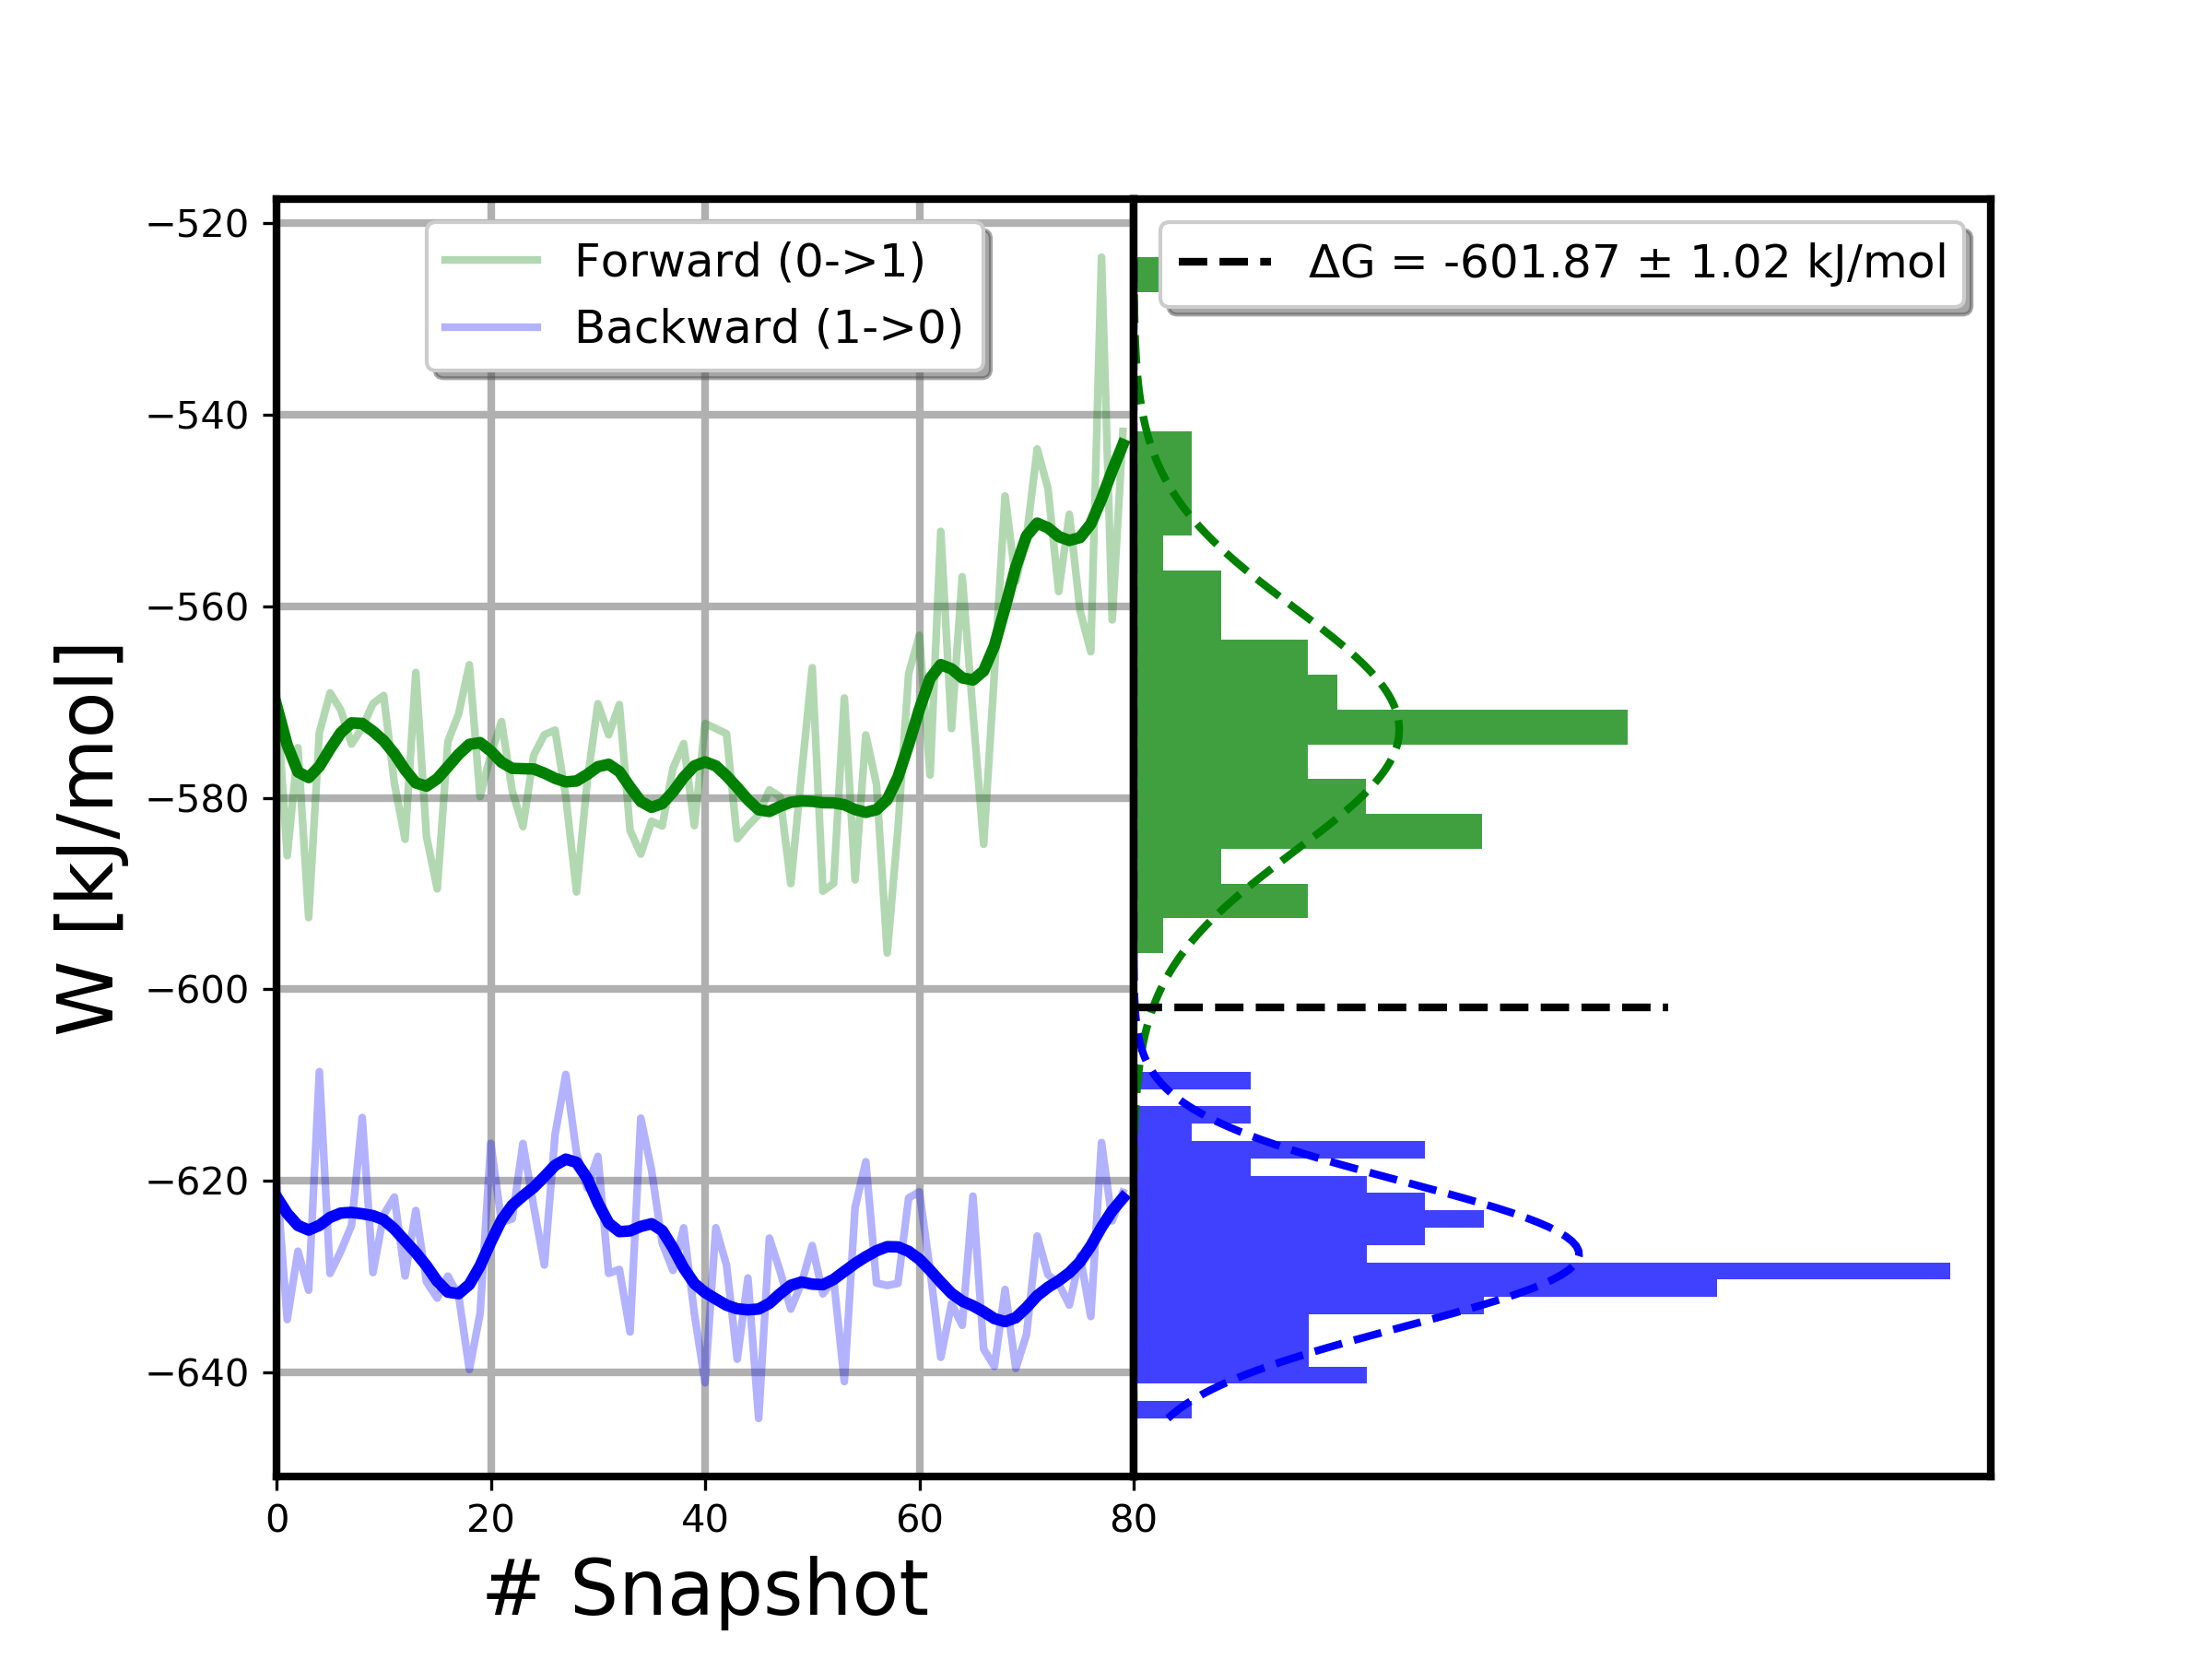 −520
−540
−560
−580
−600
−620
−640
W [kJ/mol]
0
20
40
60
80
# Snapshot
Forward (0->1)
Backward (1->0)
ΔG = -601.87 ± 1.02 kJ/mol